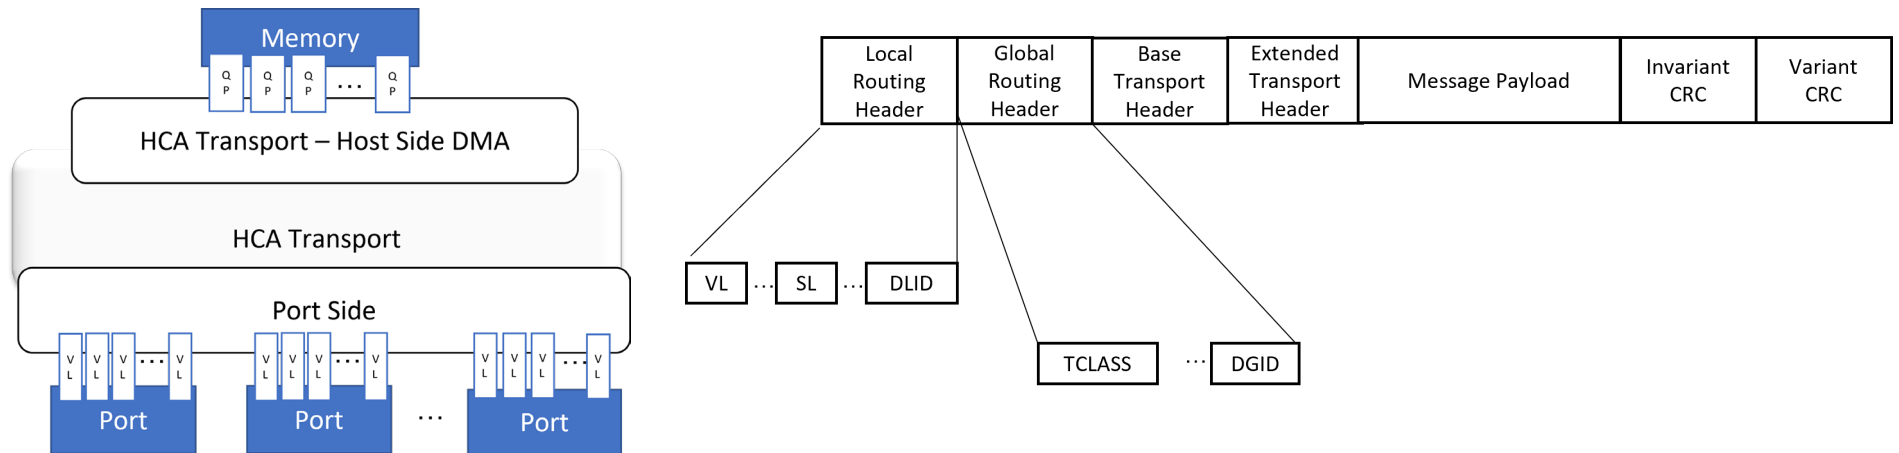 Memory
Q P
Q P
Q P
...
Q P
HCA Transport – Host Side DMA
HCA Transport
Port Side
V L
V L
V L
...
V L
V L
V L
V L
...
V L
V L
V L
V L
...
V L
Port
Port
...
Port
Local
Routing
Header
Global
Routing
Header
Base
Transport
Header
Extended
Transport
Header
Message Payload
Invariant
CRC
Variant
CRC
VL ... SL ... DLID
TCLASS ... DGID